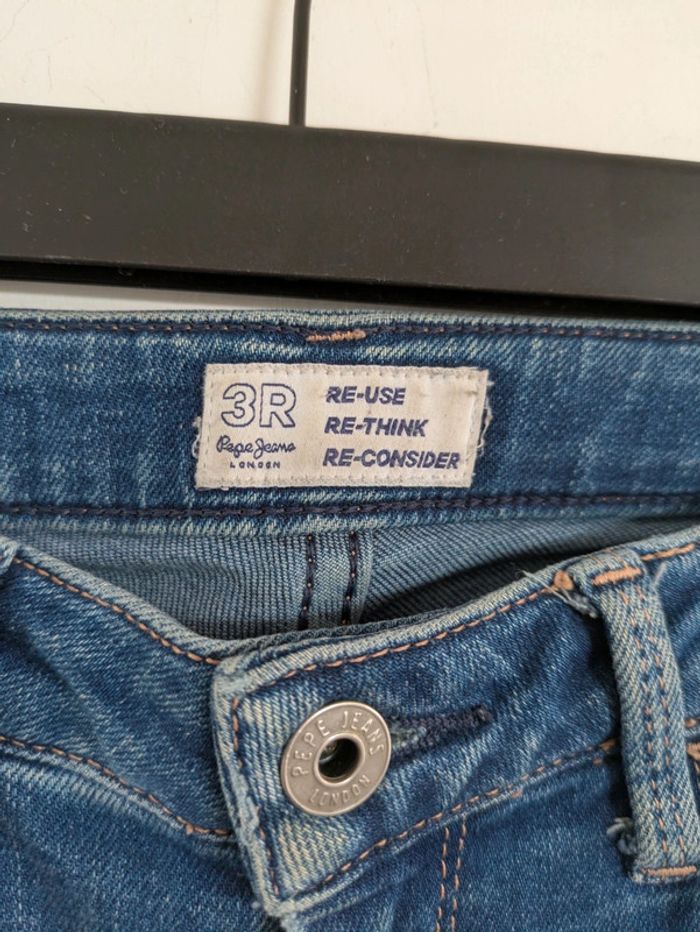 3R
Pepe Jeans
LONDON
RE-USE
RE-THINK
RE-CONSIDER
PEPE JEANS
LONDON